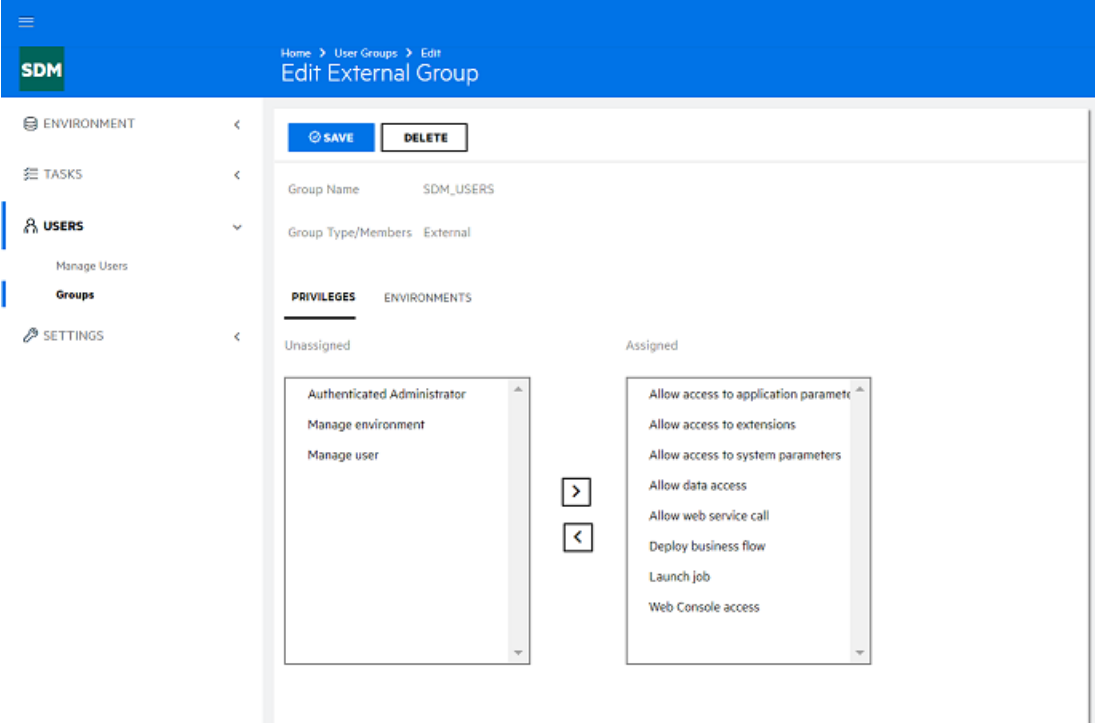 Home > User Groups > Edit
SDM
Edit External Group
ENVIRONMENT
TASKS
USERS
Manage Users
Groups
SETTINGS
SAVE
DELETE
Group Name SDM_USERS
Group Type/Members External
PRIVILEGES ENVIRONMENTS
Unassigned
Authenticated Administrator
Manage environment
Manage user
Assigned
Allow access to application paramete
Allow access to extensions
Allow access to system parameters
Allow data access
Allow web service call
Deploy business flow
Launch job
Web Console access